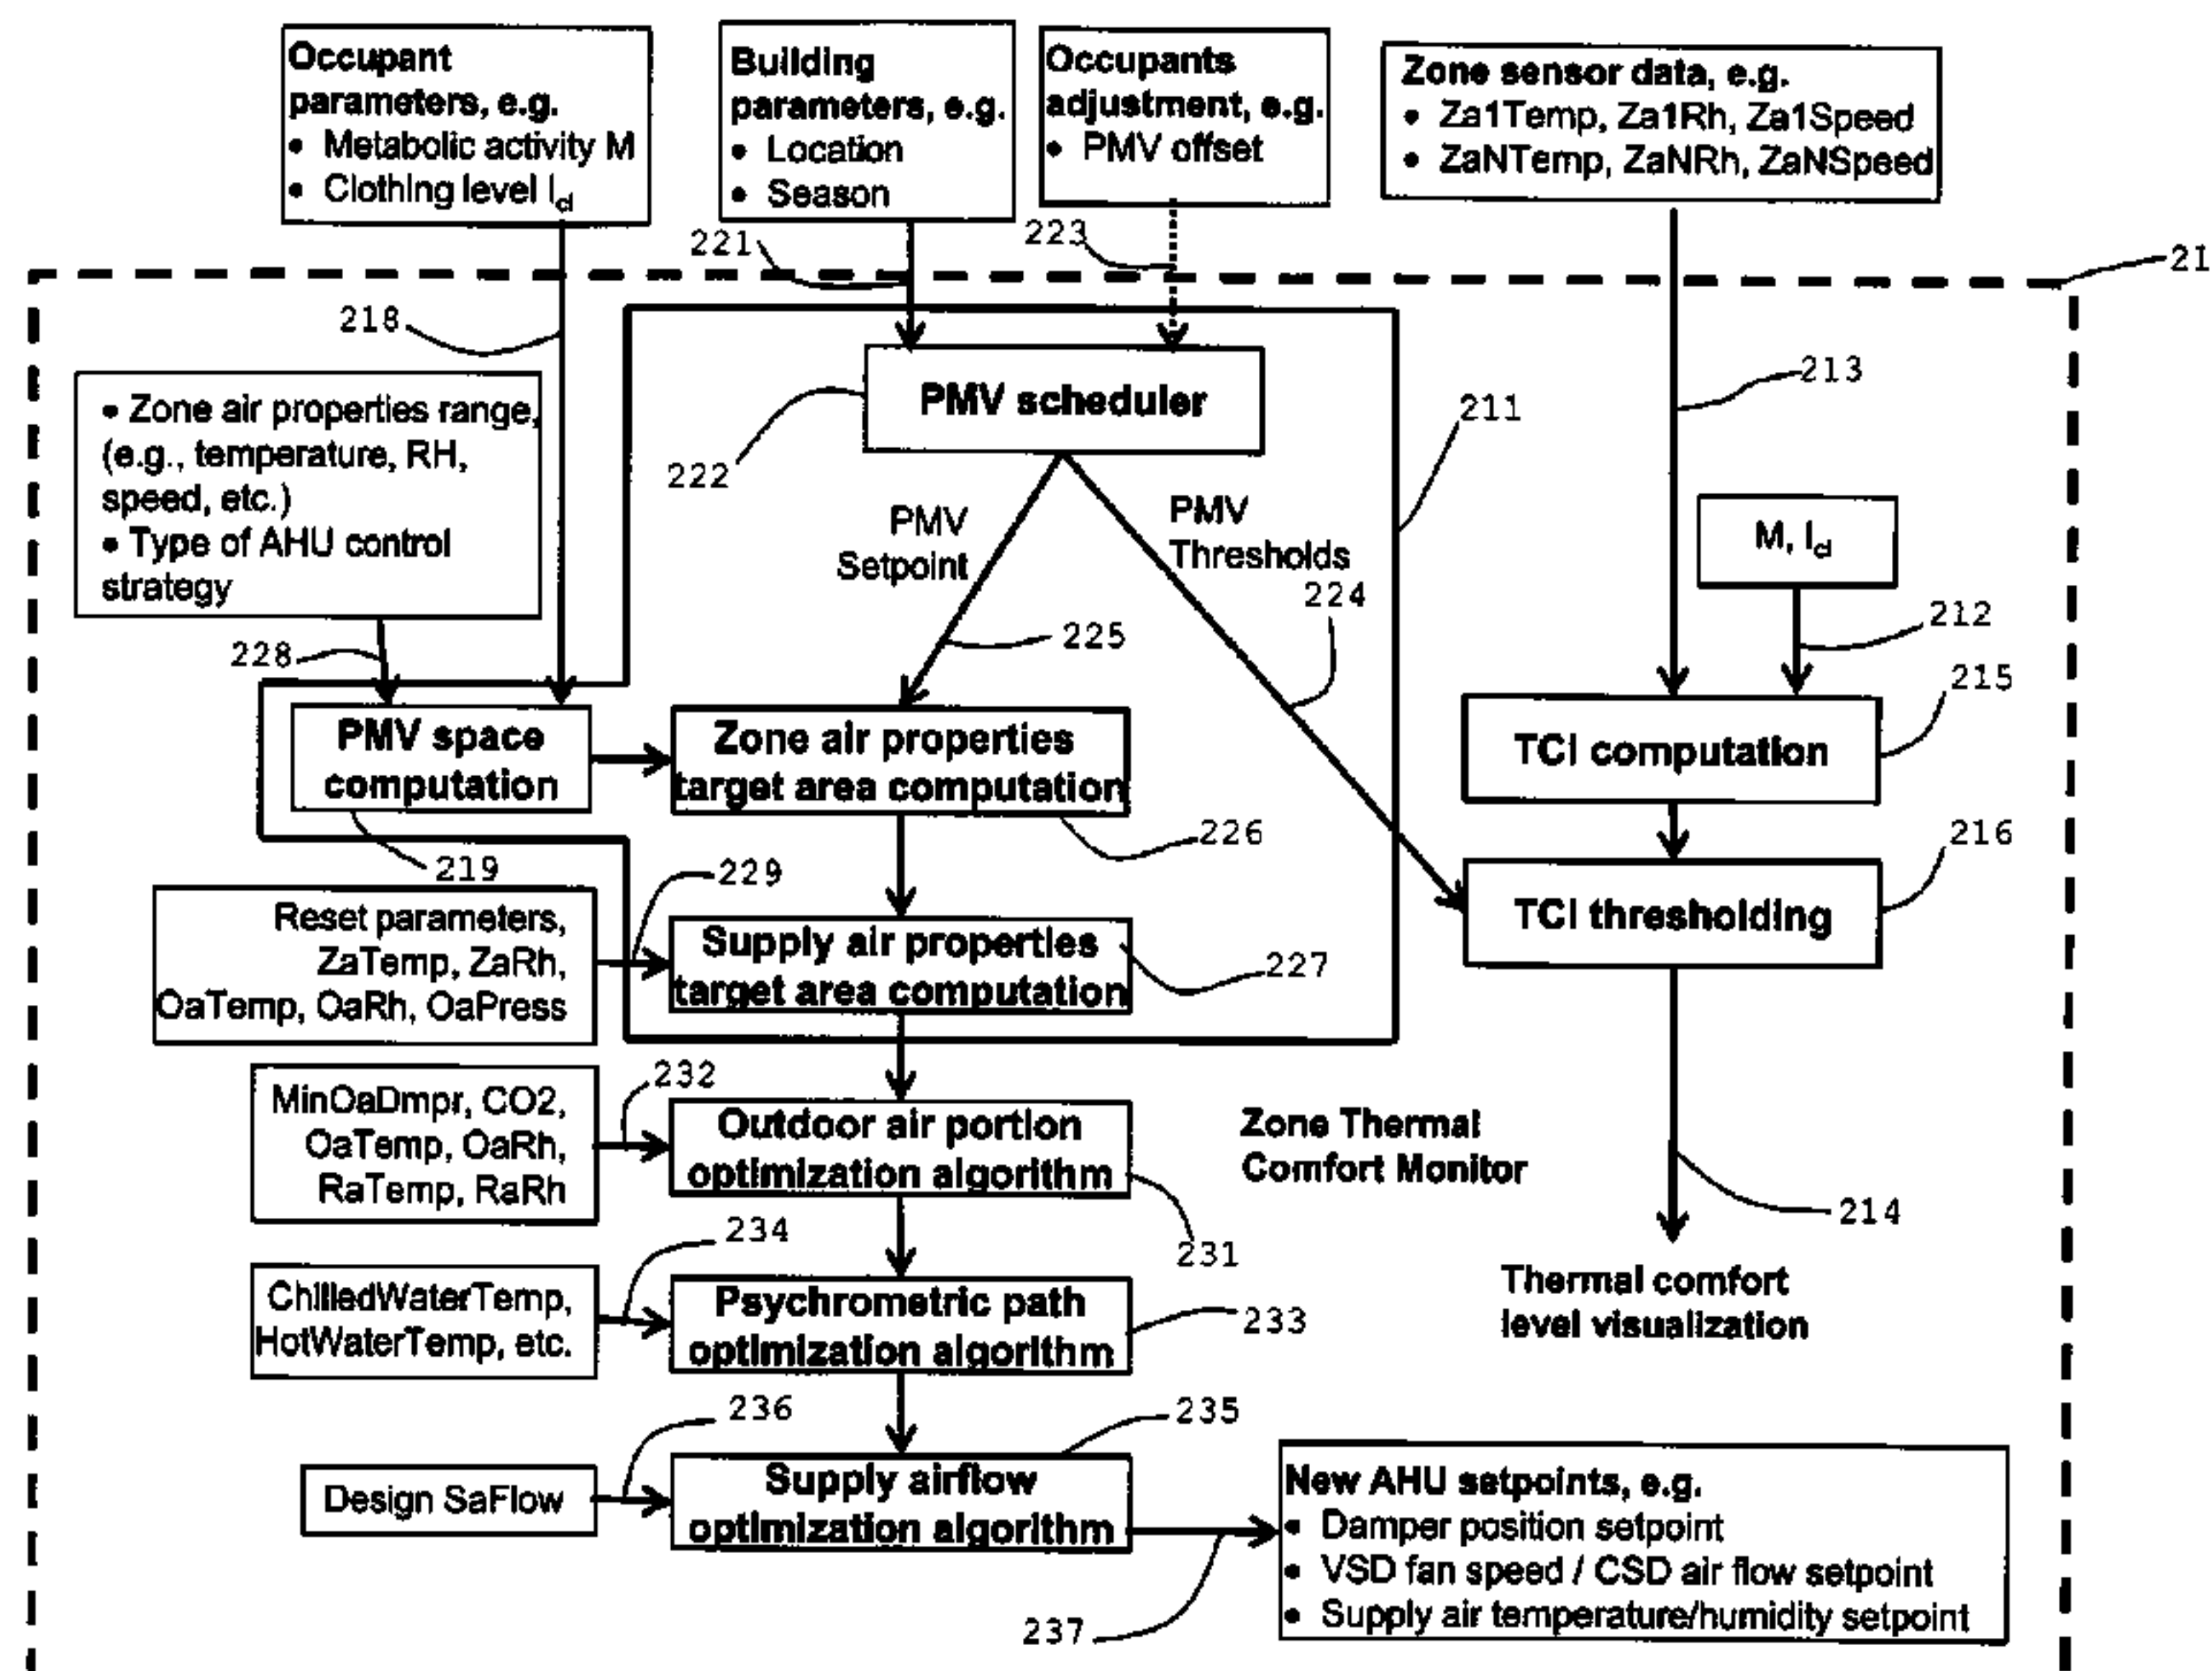 Occupant
parameters, e.g.
• Metabolic activity M
• Clothing level Icl
Building
parameters, e.g.
• Location
• Season
Occupants
adjustment, e.g.
• PMV offset
Zone sensor data, e.g.
• Za1Temp, Za1Rh, Za1Speed
• ZaNTemp, ZaNRh, ZaNSpeed
221
223
21
218
213
• Zone air properties range,
(e.g., temperature, RH,
speed, etc.)
• Type of AHU control
strategy
PMV scheduler
222
211
PMV
Setpoint
PMV
Thresholds
224
M, Icl
212
228
225
215
PMV space
computation
Zone air properties
target area computation
TCI computation
219
226
216
229
Reset parameters,
ZaTemp, ZaRh,
OaTemp, OaRh, OaPress
Supply air properties
target area computation
227
TCI thresholding
232
MinOaDmpr, CO2,
OaTemp, OaRh,
RaTemp, RaRh
Outdoor air portion
optimization algorithm
231
Zone Thermal
Comfort Monitor
214
234
ChilledWaterTemp,
HotWaterTemp, etc.
Psychrometric path
optimization algorithm
233
Thermal comfort
level visualization
236
235
Design SaFlow
Supply airflow
optimization algorithm
237
New AHU setpoints, e.g.
• Damper position setpoint
• VSD fan speed / CSD air flow setpoint
• Supply air temperature/humidity setpoint